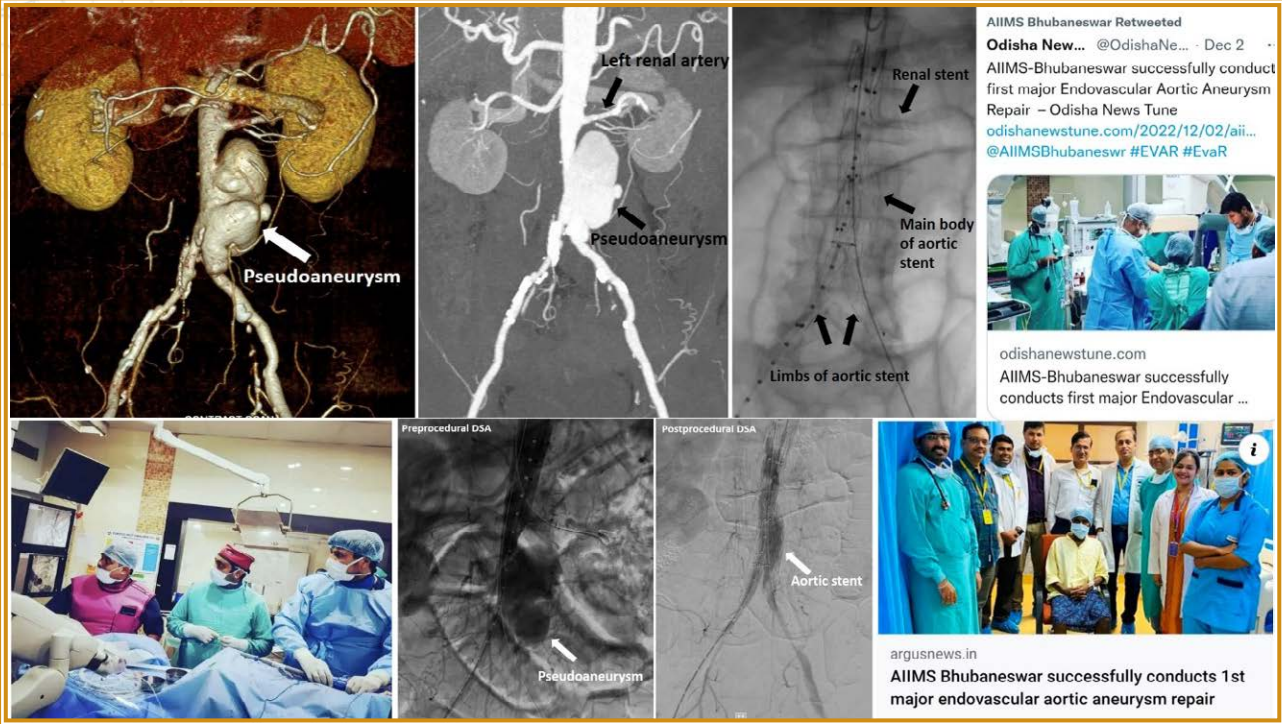 Pseudoaneurysm
Left renal artery
Pseudoaneurysm
Renal stent
Main body
of aortic
stent
Limbs of aortic stent
AIIMS Bhubaneswar Retweeted
Odisha New... @OdishaNe... · Dec 2
AIIMS-Bhubaneswar successfully conduct
first major Endovascular Aortic Aneurysm
Repair – Odisha News Tune
odishanewstune.com/2022/12/02/aii...
@AIIMSBhubaneswr #EVAR #EvaR
odishanewstune.com
AIIMS-Bhubaneswar successfully
conducts first major Endovascular ...
Preprocedural DSA
Pseudoaneurysm
Postprocedural DSA
Aortic stent
i
argusnews.in
AIIMS Bhubaneswar successfully conducts 1st
major endovascular aortic aneurysm repair